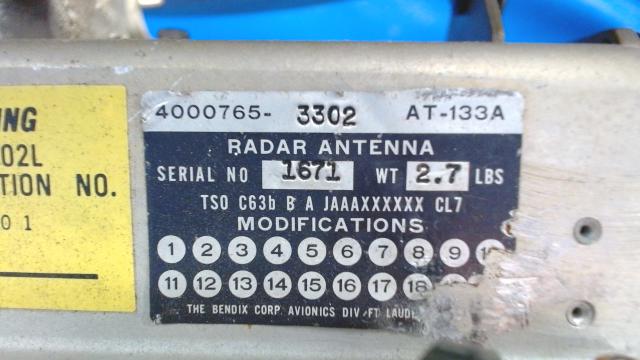 NG
02L
TION NO.
01
4000765- 3302 AT-133A
RADAR ANTENNA
SERIAL NO 1671 WT 2.7 LBS
TSO C63b B A JAAAXXXXXX CL7
MODIFICATIONS
1 2 3 4 5 6 7 8 9
11 12 13 14 15 16 17 18
THE BENDIX CORP. AVIONICS DIV FT